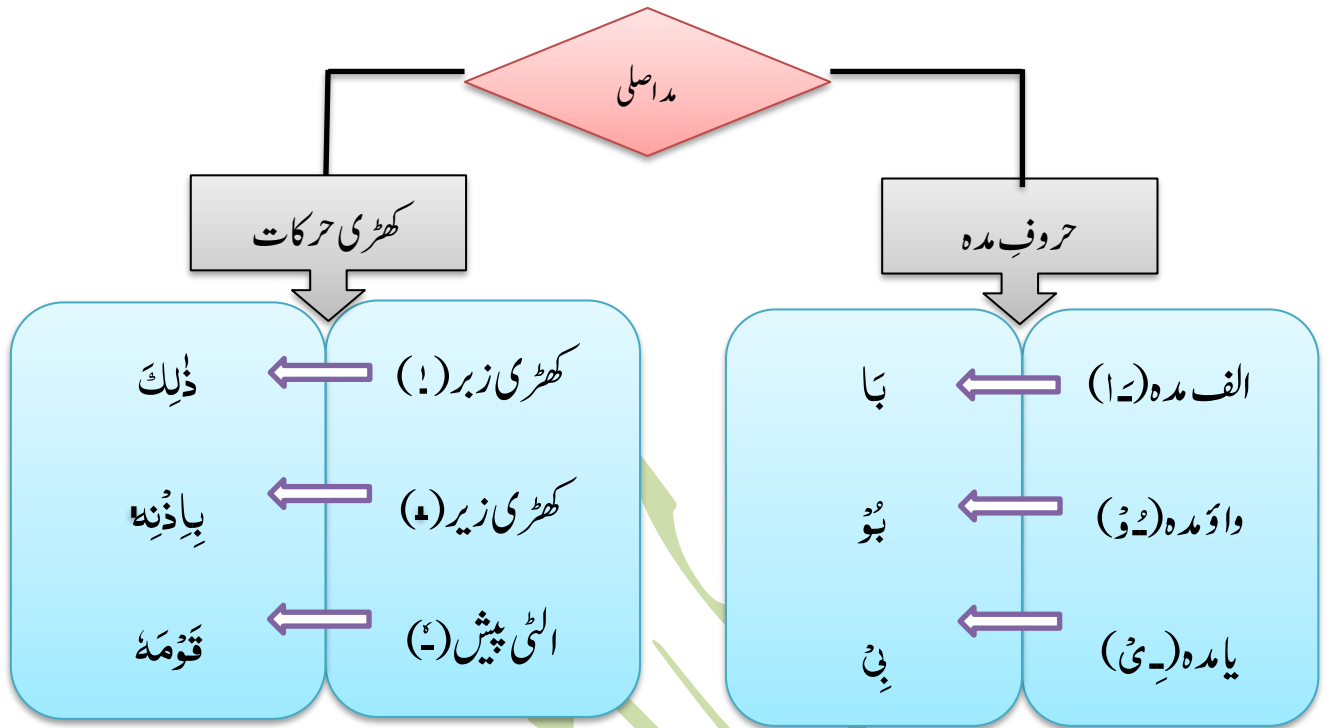 مد اصلی
حروفِ مدہ
الف مدہ (ـَ ا) بَا
واؤ مدہ (ـُ وْ) بُوْ
یا مدہ (ـِ یْ) بِیْ
کھڑی حرکات
کھڑی زبر (ـٰ) ذٰلِكَ
کھڑی زیر (ـٖ) بِاِذْنِهٖ
الٹی پیش (ـٗ) قَوْمَهٗ